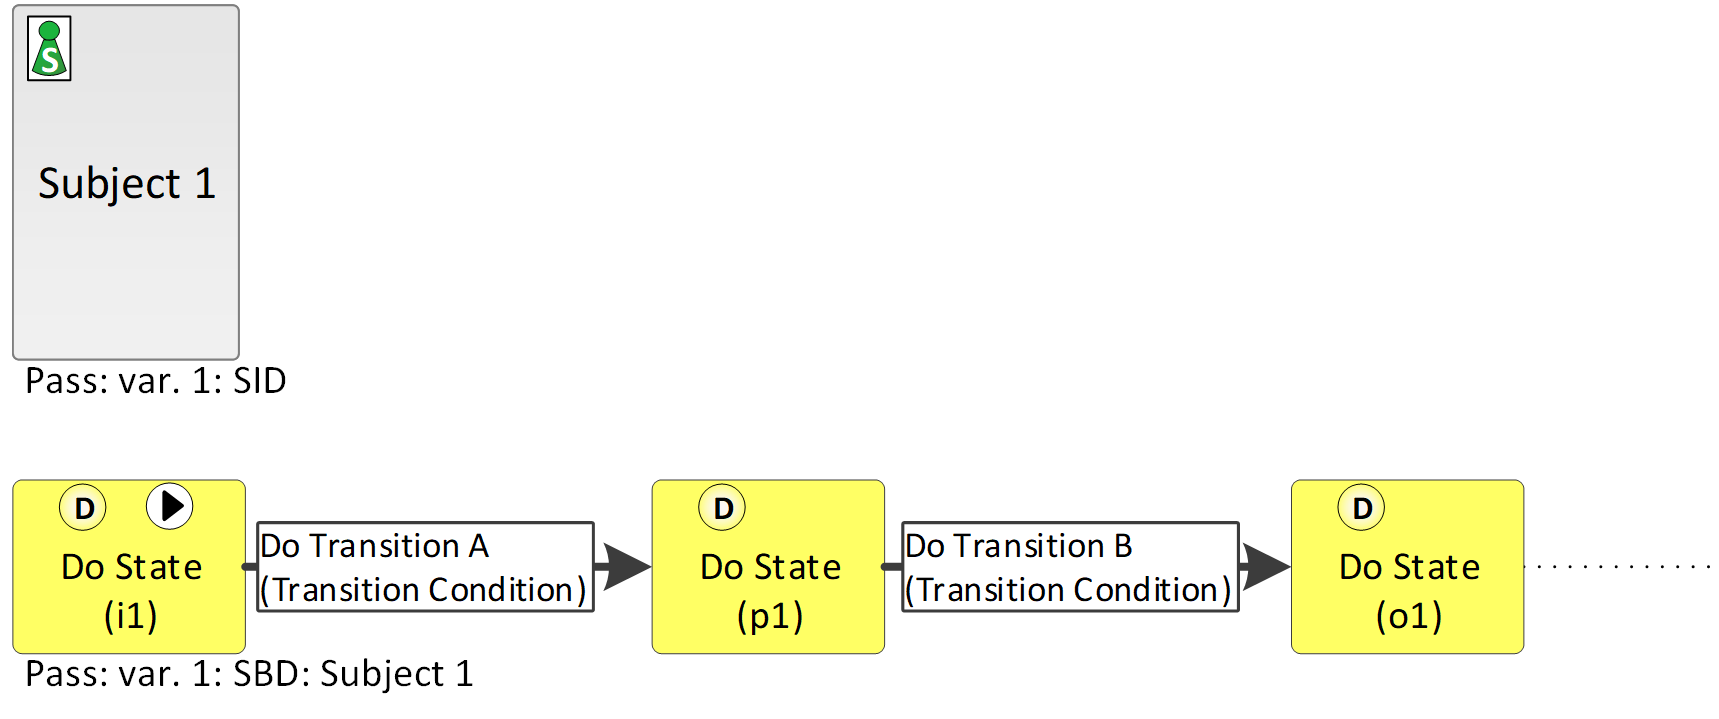 S
Subject 1
Pass: var. 1: SID
D
Do State
(i1)
Do Transition A
(Transition Condition)
D
Do State
(p1)
Do Transition B
(Transition Condition)
D
Do State
(o1)
Pass: var. 1: SBD: Subject 1